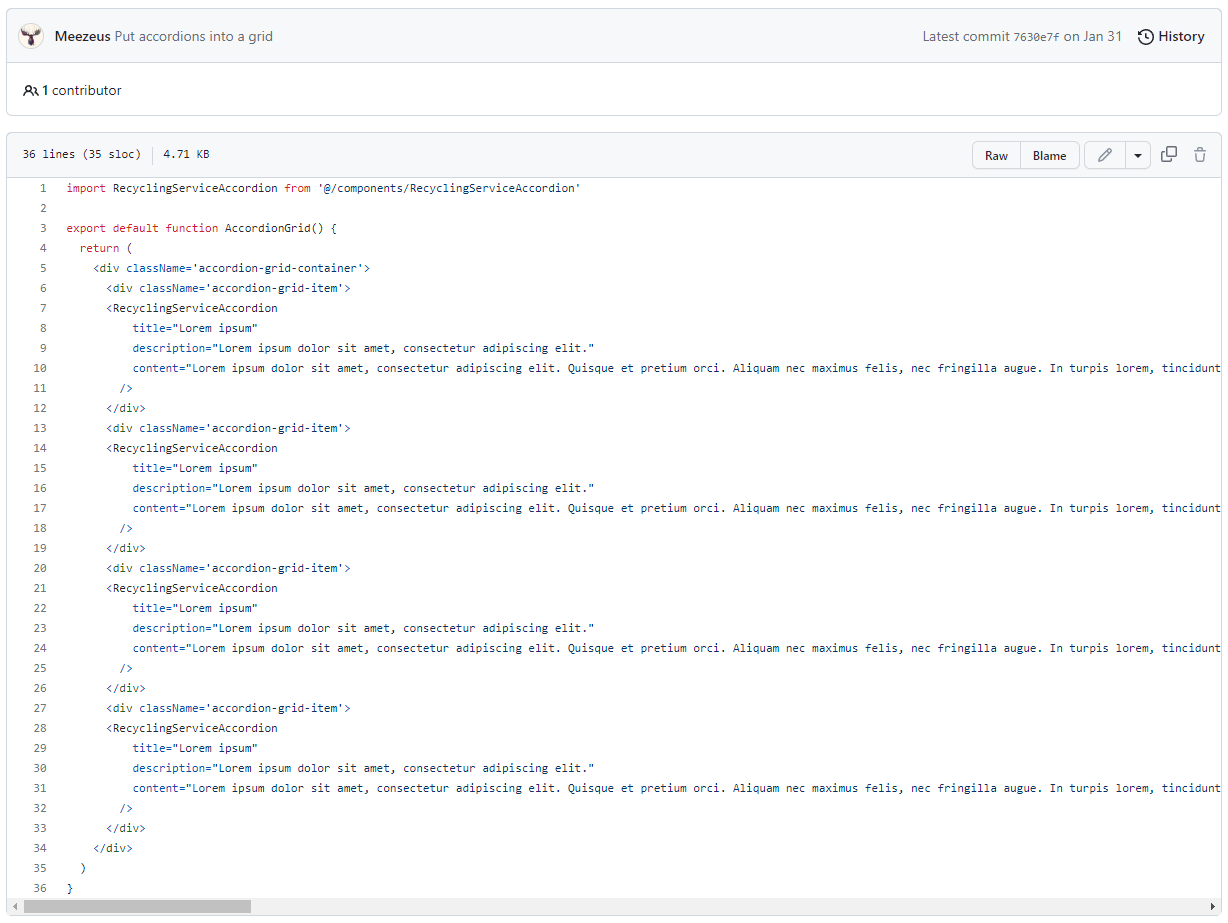 Meezeus Put accordions into a grid Latest commit 7630e7f on Jan 31 History
1 contributor
36 lines (35 sloc) 4.71 KB Raw Blame
1 import RecyclingServiceAccordion from '@/components/RecyclingServiceAccordion'
2
3 export default function AccordionGrid() {
4 return (
5 <div className='accordion-grid-container'>
6 <div className='accordion-grid-item'>
7 <RecyclingServiceAccordion
8 title="Lorem ipsum"
9 description="Lorem ipsum dolor sit amet, consectetur adipiscing elit."
10 content="Lorem ipsum dolor sit amet, consectetur adipiscing elit. Quisque et pretium orci. Aliquam nec maximus felis, nec fringilla augue. In turpis lorem, tincidunt
11 />
12 </div>
13 <div className='accordion-grid-item'>
14 <RecyclingServiceAccordion
15 title="Lorem ipsum"
16 description="Lorem ipsum dolor sit amet, consectetur adipiscing elit."
17 content="Lorem ipsum dolor sit amet, consectetur adipiscing elit. Quisque et pretium orci. Aliquam nec maximus felis, nec fringilla augue. In turpis lorem, tincidunt
18 />
19 </div>
20 <div className='accordion-grid-item'>
21 <RecyclingServiceAccordion
22 title="Lorem ipsum"
23 description="Lorem ipsum dolor sit amet, consectetur adipiscing elit."
24 content="Lorem ipsum dolor sit amet, consectetur adipiscing elit. Quisque et pretium orci. Aliquam nec maximus felis, nec fringilla augue. In turpis lorem, tincidunt
25 />
26 </div>
27 <div className='accordion-grid-item'>
28 <RecyclingServiceAccordion
29 title="Lorem ipsum"
30 description="Lorem ipsum dolor sit amet, consectetur adipiscing elit."
31 content="Lorem ipsum dolor sit amet, consectetur adipiscing elit. Quisque et pretium orci. Aliquam nec maximus felis, nec fringilla augue. In turpis lorem, tincidunt
32 />
33 </div>
34 </div>
35 )
36 }